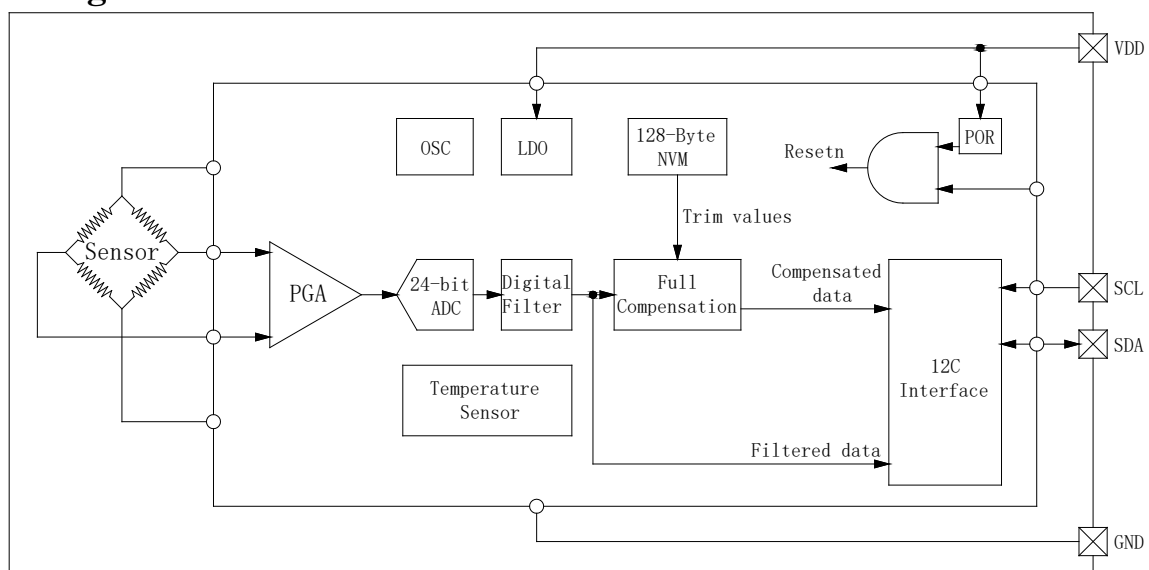 VDD
OSC
LDO
128-Byte
NVM
POR
Resetn
Trim values
Sensor
PGA
24-bit
ADC
Digital
Filter
Full
Compensation
Compensated
data
SCL
SDA
12C
Interface
Temperature
Sensor
Filtered data
GND